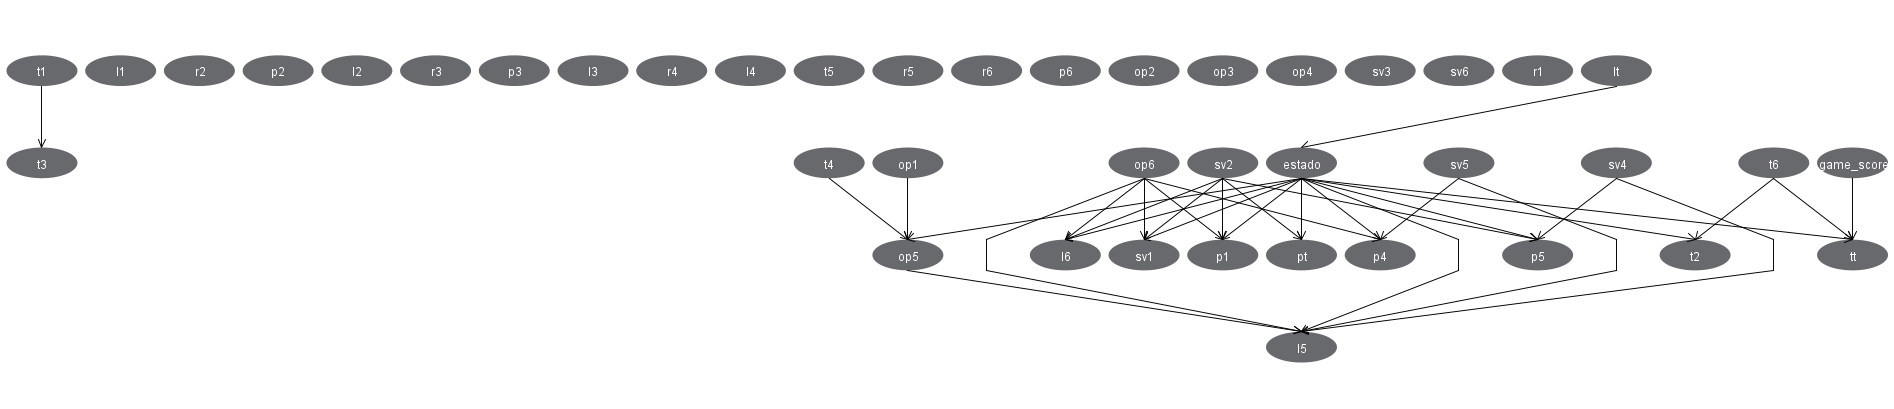 t1 l1 r2 p2 l2 r3 p3 l3 r4 l4 t5 r5 r6 p6 op2 op3 op4 sv3 sv6 r1 lt
t3 t4 op1 op6 sv2 estado sv5 sv4 t6 game_score
op5 l6 sv1 p1 pt p4 p5 t2 tt
l5